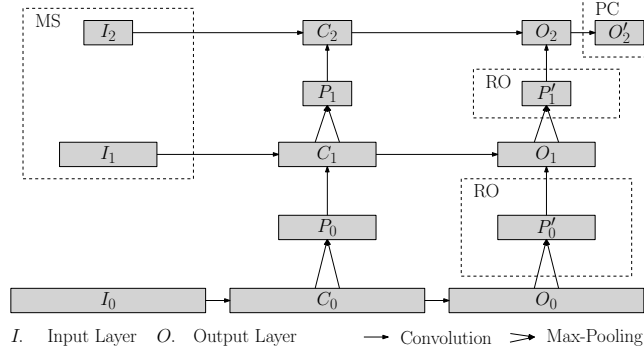 MS PC
I₂ C₂ O₂ O′₂
RO
P₁ P′₁
I₁ C₁ O₁
RO
P₀ P′₀
I₀ C₀ O₀
I. Input Layer O. Output Layer Convolution Max-Pooling